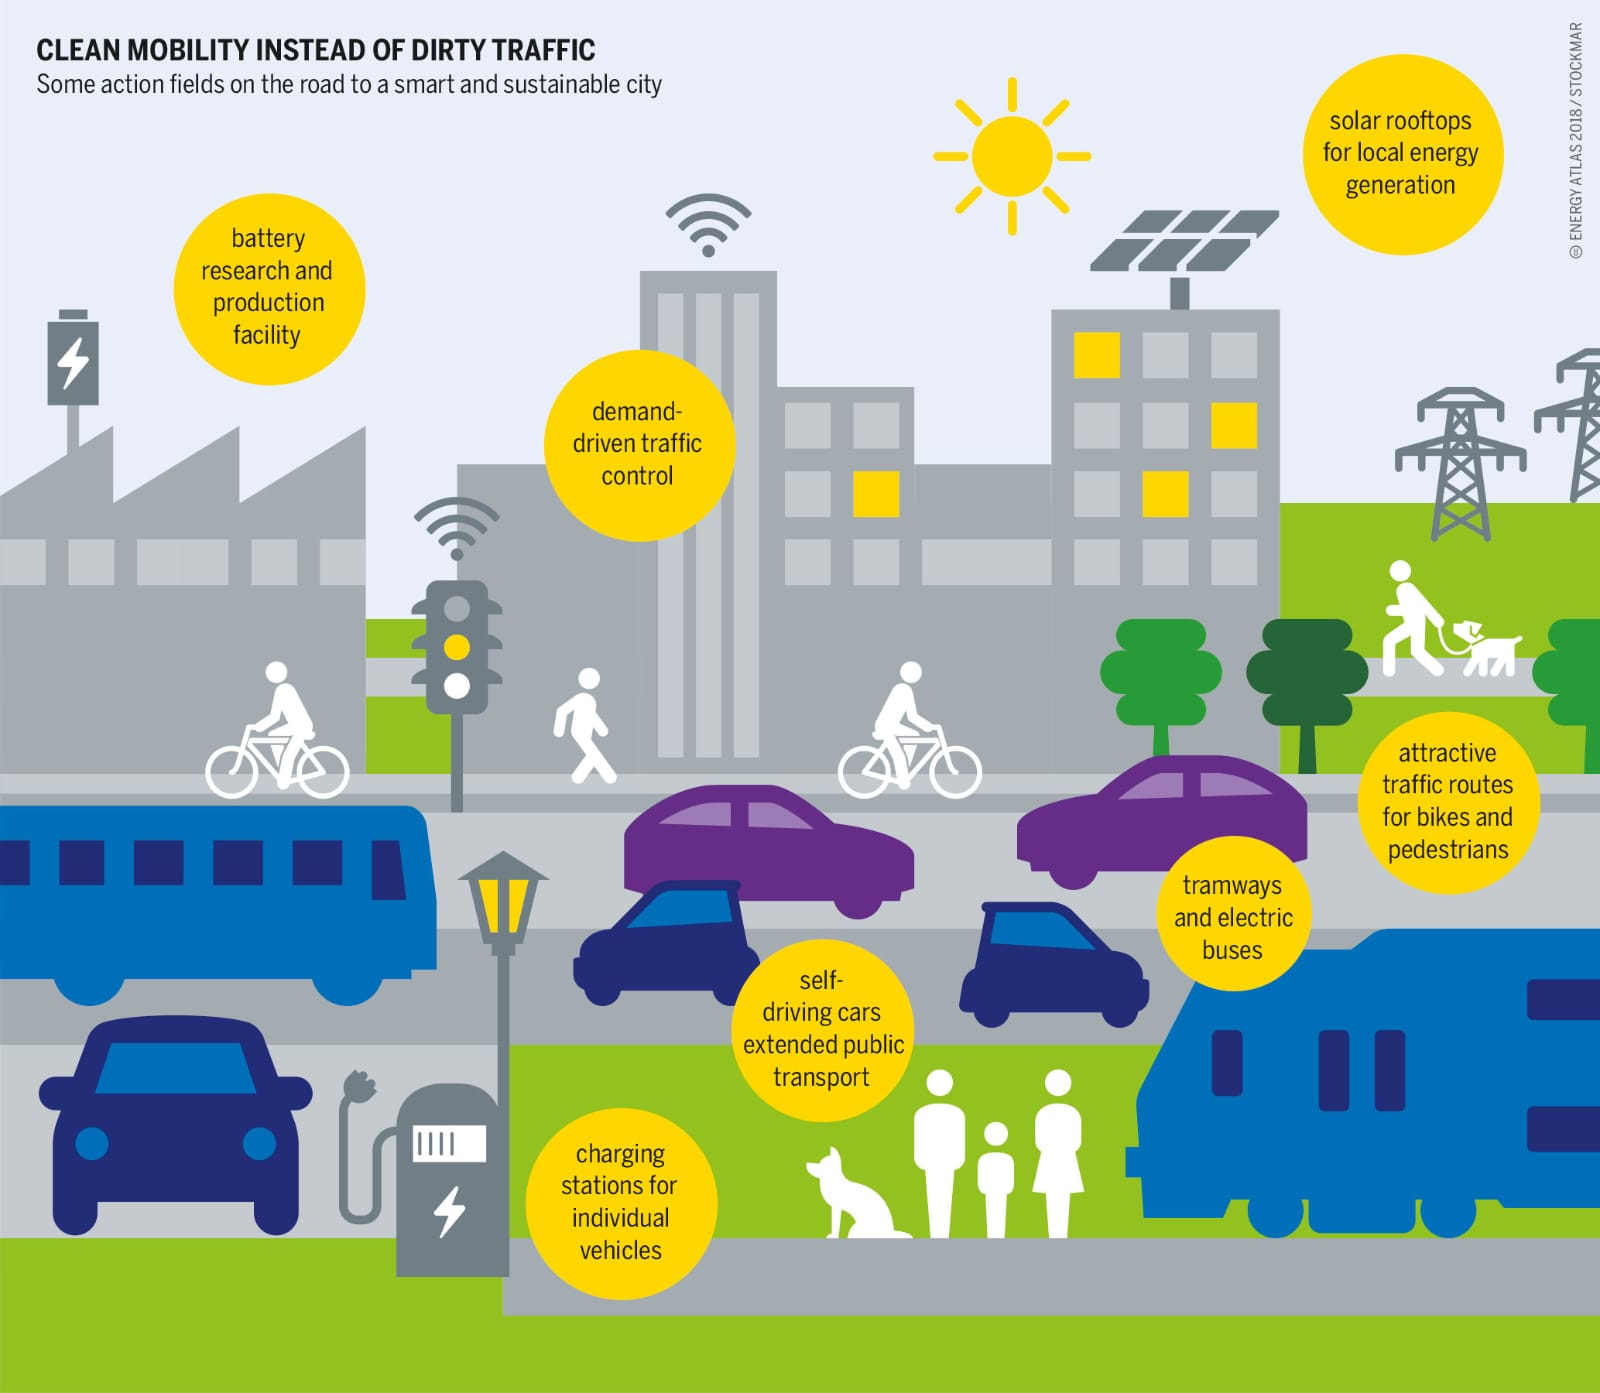 CLEAN MOBILITY INSTEAD OF DIRTY TRAFFIC
Some action fields on the road to a smart and sustainable city
solar rooftops
for local energy
generation
battery
research and
production
facility
demand-
driven traffic
control
attractive
traffic routes
for bikes and
pedestrians
tramways
and electric
buses
self-
driving cars
extended public
transport
charging
stations for
individual
vehicles
ENERGY ATLAS 2018 / STOCKMAR